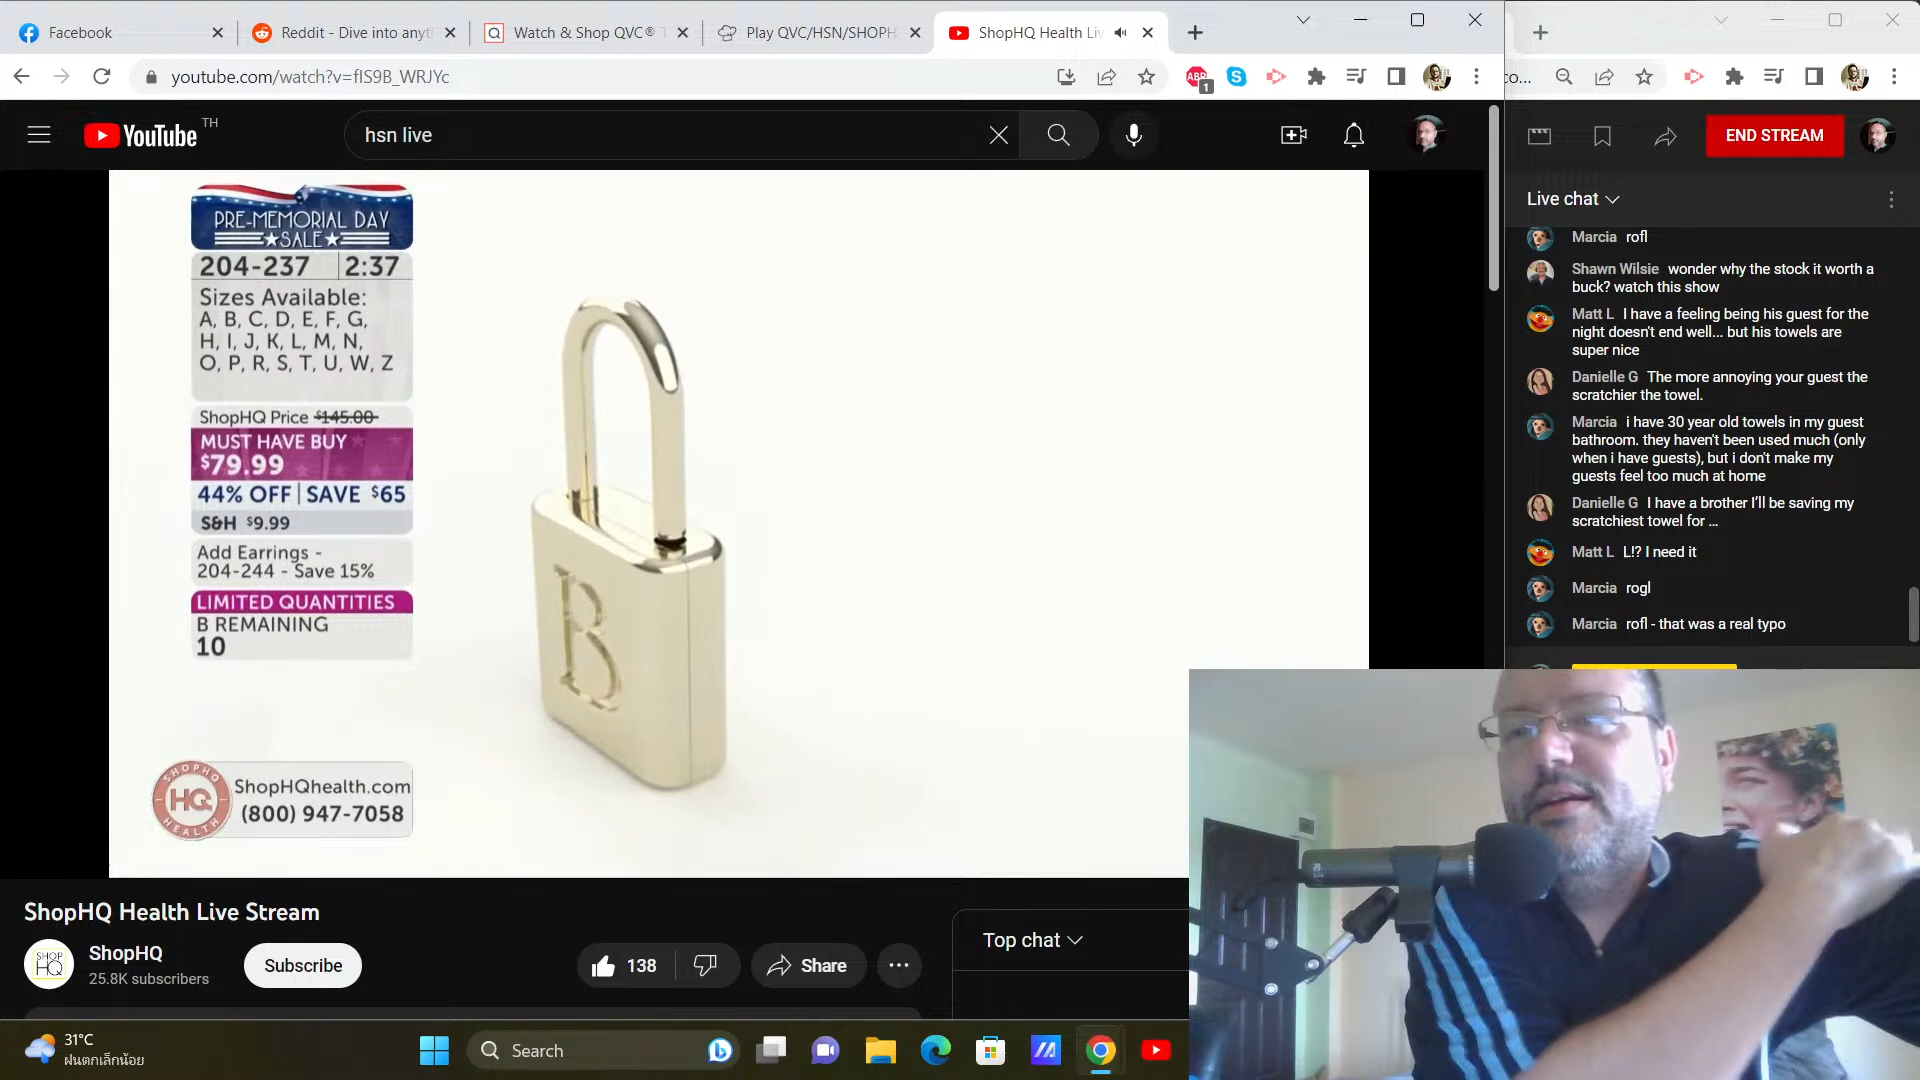 Facebook
Reddit - Dive into anyt
Watch & Shop QVC® T
Play QVC/HSN/SHOPH
ShopHQ Health Liv
youtube.com/watch?v=fIS9B_WRJYc
ABP
1
co...
YouTube
TH
hsn live
END STREAM
PRE-MEMORIAL DAY
SALE
204-237 2:37
Sizes Available:
A, B, C, D, E, F, G,
H, I, J, K, L, M, N,
O, P, R, S, T, U, W, Z
ShopHQ Price $145.00
MUST HAVE BUY
$79.99
44% OFF SAVE $65
S&H $9.99
Add Earrings -
204-244 - Save 15%
LIMITED QUANTITIES
B REMAINING
10
B
SHOPHQ
HQ
HEALTH
ShopHQhealth.com
(800) 947-7058
Live chat
Marcia rofl
Shawn Wilsie wonder why the stock it worth a
buck? watch this show
Matt L I have a feeling being his guest for the
night doesn't end well... but his towels are
super nice
Danielle G The more annoying your guest the
scratchier the towel.
Marcia i have 30 year old towels in my guest
bathroom. they haven't been used much (only
when i have guests), but i don't make my
guests feel too much at home
Danielle G I have a brother I'll be saving my
scratchiest towel for ...
Matt L L!? I need it
Marcia rogl
Marcia rofl - that was a real typo
ShopHQ Health Live Stream
SHOP
HQ
ShopHQ
25.8K subscribers
Subscribe
138
Share
Top chat
31°C
ฝนตกเล็กน้อย
Search